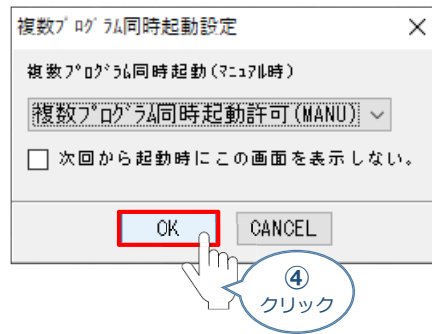 複数ﾌﾟﾛｸﾞﾗﾑ同時起動設定
複数ﾌﾟﾛｸﾞﾗﾑ同時起動(ﾏﾆｭｱﾙ時)
複数ﾌﾟﾛｸﾞﾗﾑ同時起動許可(MANU)
次回から起動時にこの画面を表示しない。
OK
CANCEL
④
クリック